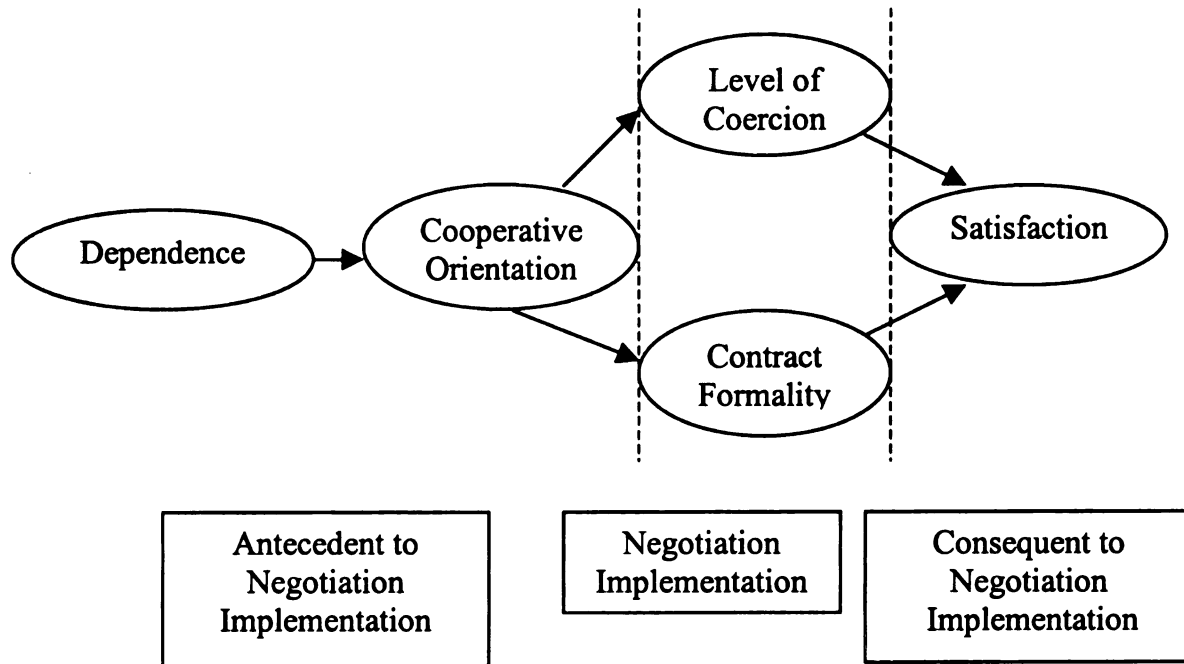 Level of
Coercion
Dependence
Cooperative
Orientation
Satisfaction
Contract
Formality
Antecedent to
Negotiation
Implementation
Negotiation
Implementation
Consequent to
Negotiation
Implementation